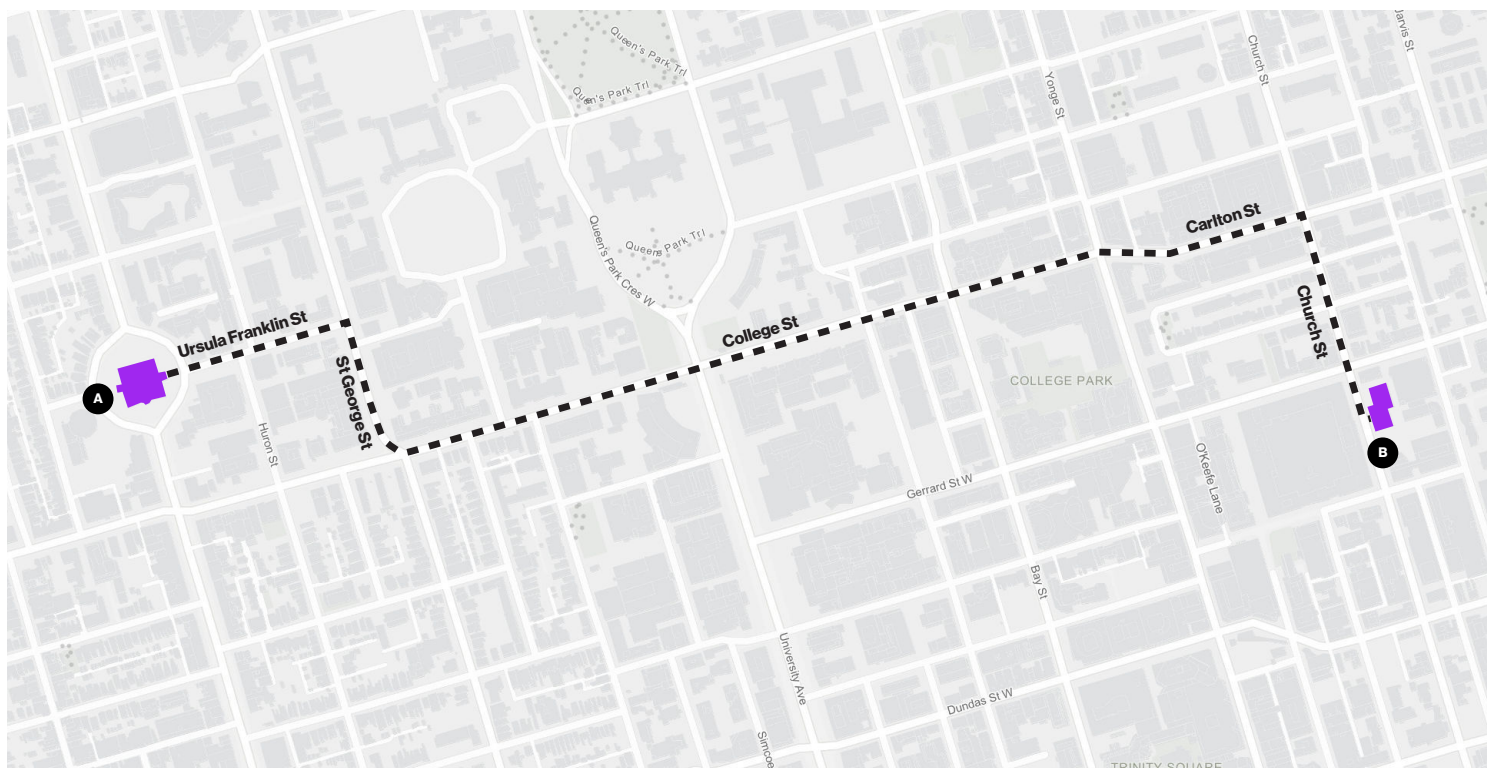 Jarvis St
Church St
Queen's Park Trl
Yonge St
Queen's Park Trl
Carlton St
Queen's Park Cres W
Queens Park Trl
Ursula Franklin St
College St
Church St
St George St
COLLEGE PARK
A
B
Huron St
O'Keefe Lane
Gerrard St W
Bay St
University Ave
Dundas St W
Simcoe
TRINITY SQUARE